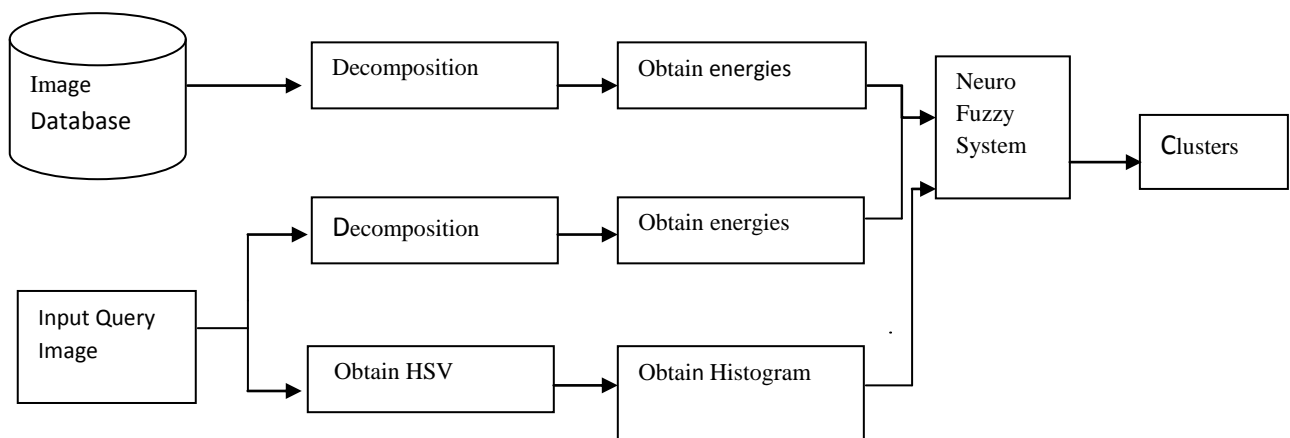 Image
Database
Decomposition
Obtain energies
Neuro
Fuzzy
System
Clusters
Decomposition
Obtain energies
Input Query
Image
Obtain HSV
Obtain Histogram